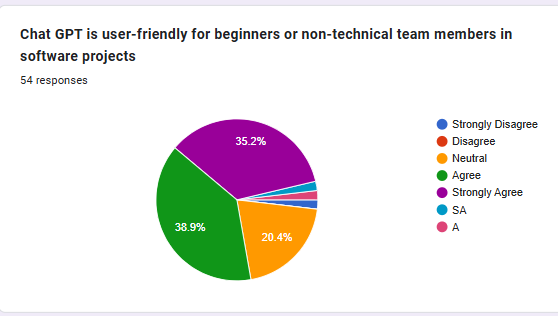 Chat GPT is user-friendly for beginners or non-technical team members in
software projects
54 responses
35.2%
38.9%
20.4%
Strongly Disagree
Disagree
Neutral
Agree
Strongly Agree
SA
A